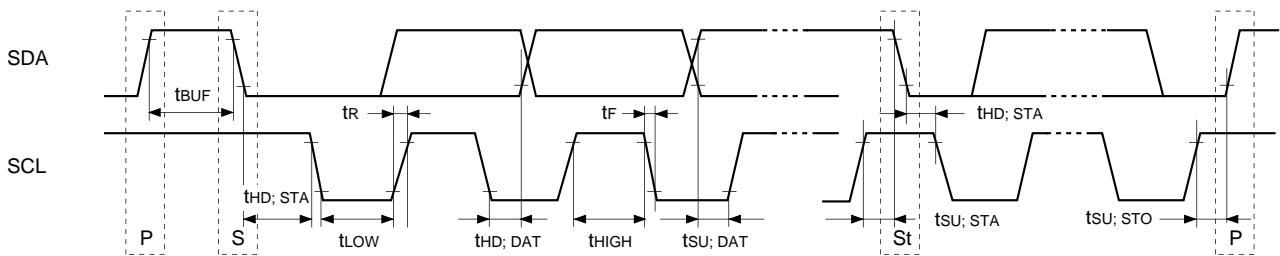 SDA
tBUF
tR
tF
tHD; STA
SCL
tHD; STA
tLOW
tHD; DAT
tHIGH
tSU; DAT
tSU; STA
tSU; STO
P
S
St
P